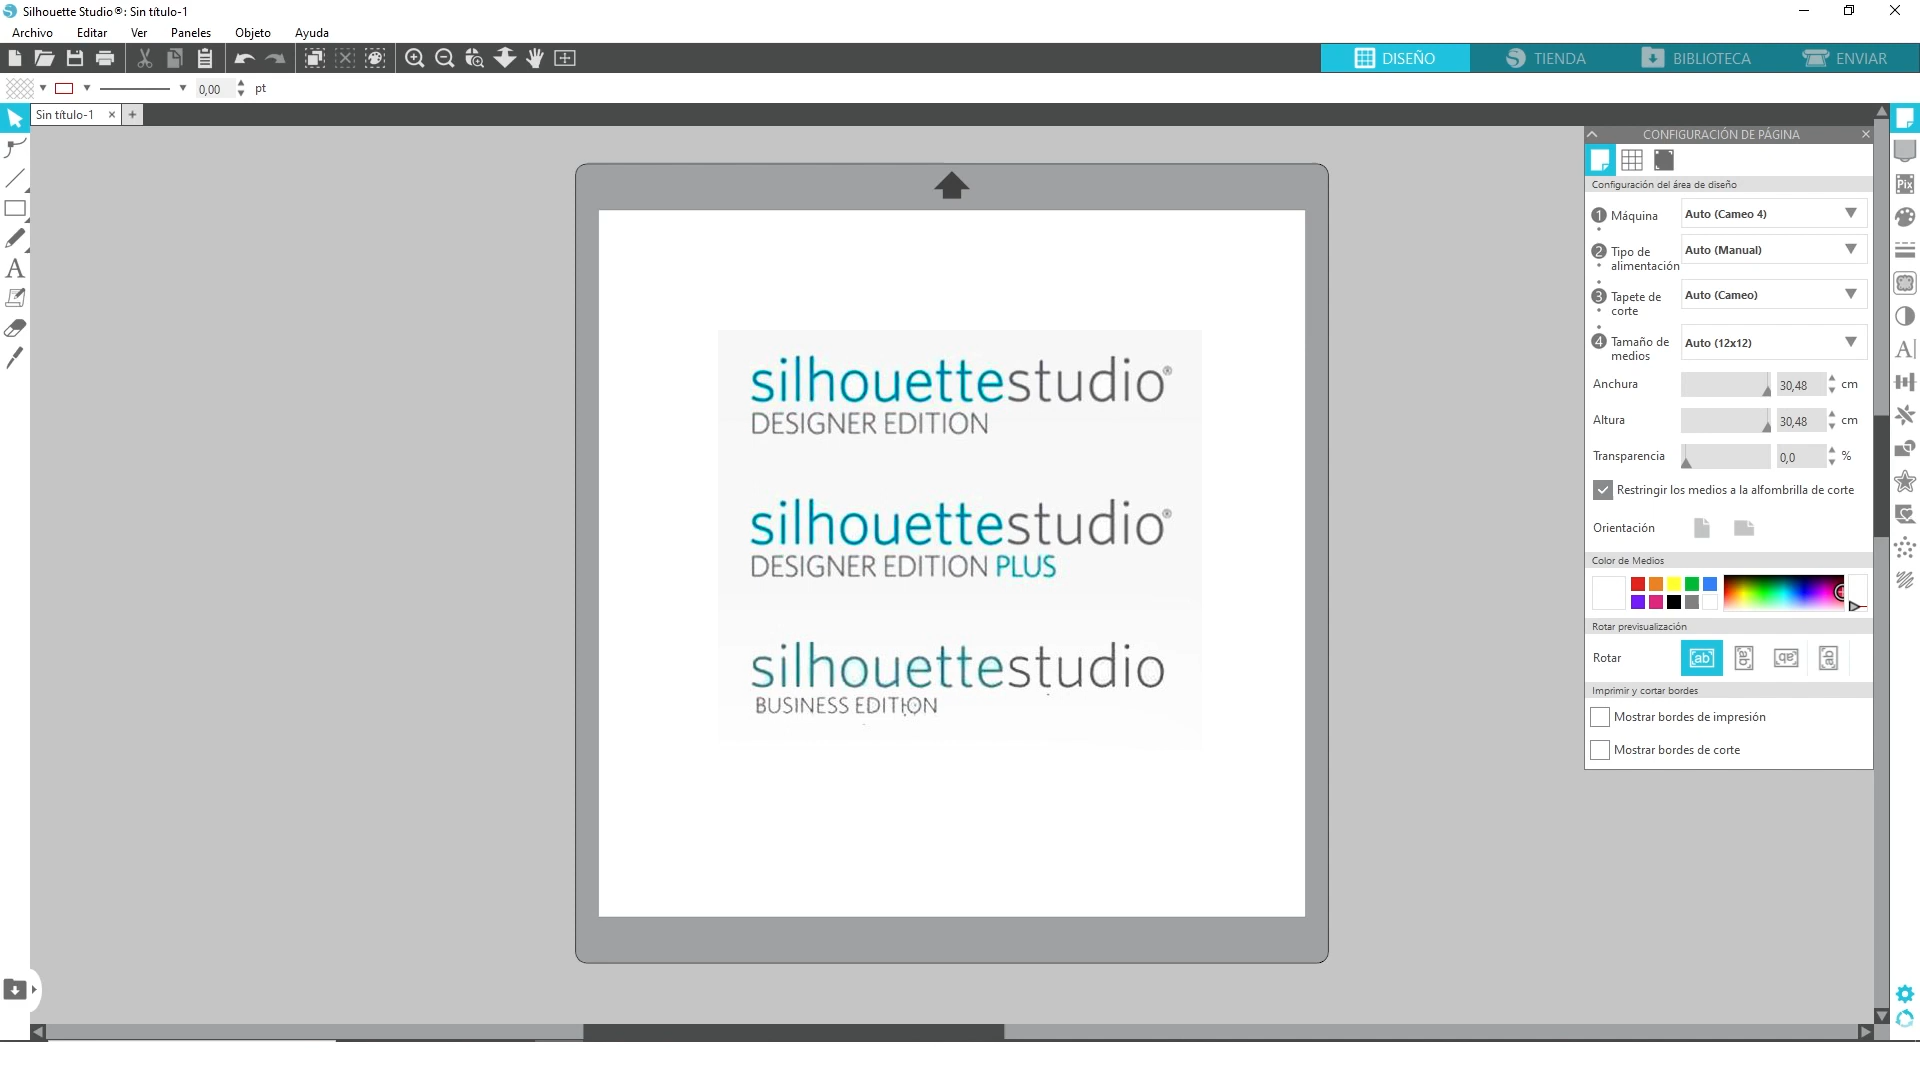 Silhouette Studio®: Sin título-1
Archivo Editar Ver Paneles Objeto Ayuda
DISEÑO TIENDA BIBLIOTECA ENVIAR
0,00 pt
Sin título-1 × +
CONFIGURACIÓN DE PÁGINA
Configuración del área de diseño
1 Máquina Auto (Cameo 4)
2 Tipo de alimentación Auto (Manual)
3 Tapete de corte Auto (Cameo)
4 Tamaño de medios Auto (12x12)
Anchura 30,48 cm
Altura 30,48 cm
Transparencia 0,0 %
Restringir los medios a la alfombrilla de corte
Orientación
Color de Medios
Rotar previsualización
Rotar ab ab ab ab
Imprimir y cortar bordes
Mostrar bordes de impresión
Mostrar bordes de corte
Pix
A
A
silhouettestudio®
DESIGNER EDITION
silhouettestudio®
DESIGNER EDITION PLUS
silhouettestudio
BUSINESS EDITION